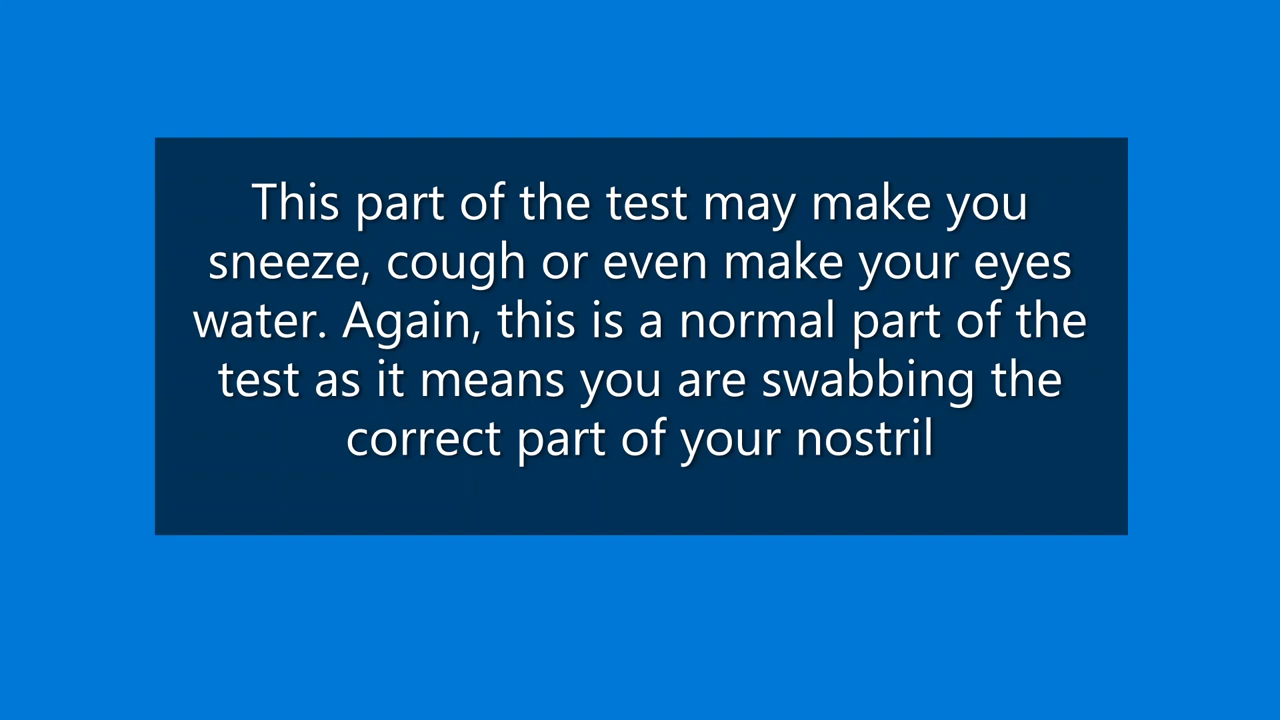 This part of the test may make you
sneeze, cough or even make your eyes
water. Again, this is a normal part of the
test as it means you are swabbing the
correct part of your nostril